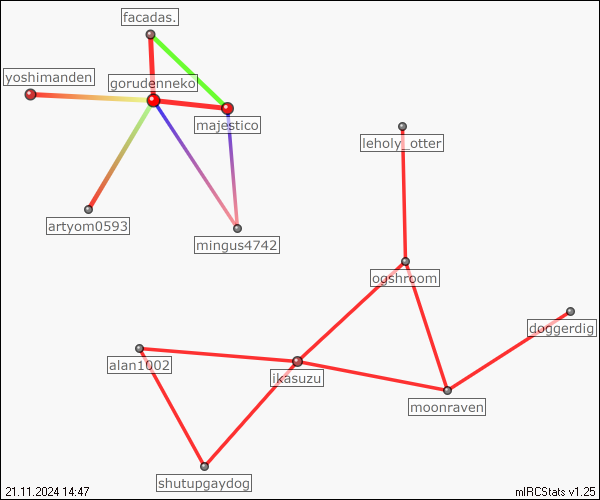 facadas.
yoshimanden
gorudenneko
majestico
leholy_otter
artyom0593
mingus4742
ogshroom
doggerdig
alan1002
ikasuzu
moonraven
shutupgaydog
21.11.2024 14:47
mIRCStats v1.25